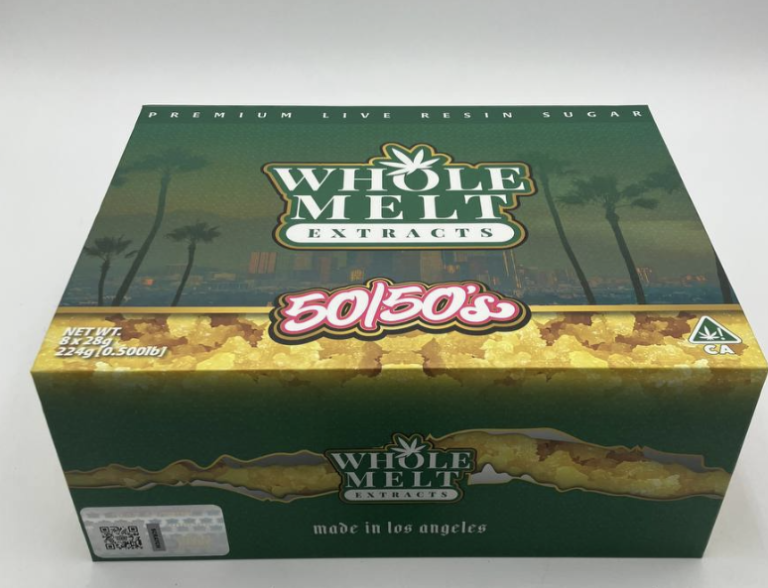 PREMIUM LIVE RESIN SUGAR
WHOLE
MELT
EXTRACTS
50/50's
NET WT.
8 x 28g
224g [0.500lb]
!
CA
WHOLE
MELT
EXTRACTS
made in los angeles